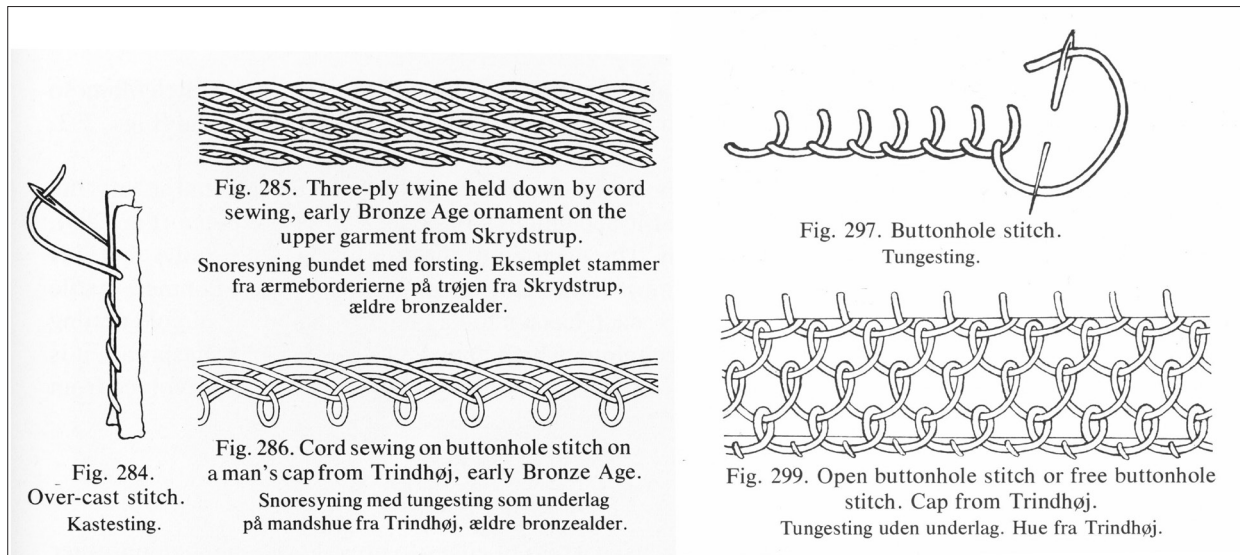 Fig. 284.
Over-cast stitch.
Kastesting.
Fig. 285. Three-ply twine held down by cord
sewing, early Bronze Age ornament on the
upper garment from Skrydstrup.
Snoresyning bundet med forsting. Eksemplet stammer
fra ærmeborderierne på trøjen fra Skrydstrup,
ældre bronzealder.
Fig. 286. Cord sewing on buttonhole stitch on
a man's cap from Trindhøj, early Bronze Age.
Snoresyning med tungesting som underlag
på mandshue fra Trindhøj, ældre bronzealder.
Fig. 297. Buttonhole stitch.
Tungesting.
Fig. 299. Open buttonhole stitch or free buttonhole
stitch. Cap from Trindhøj.
Tungesting uden underlag. Hue fra Trindhøj.